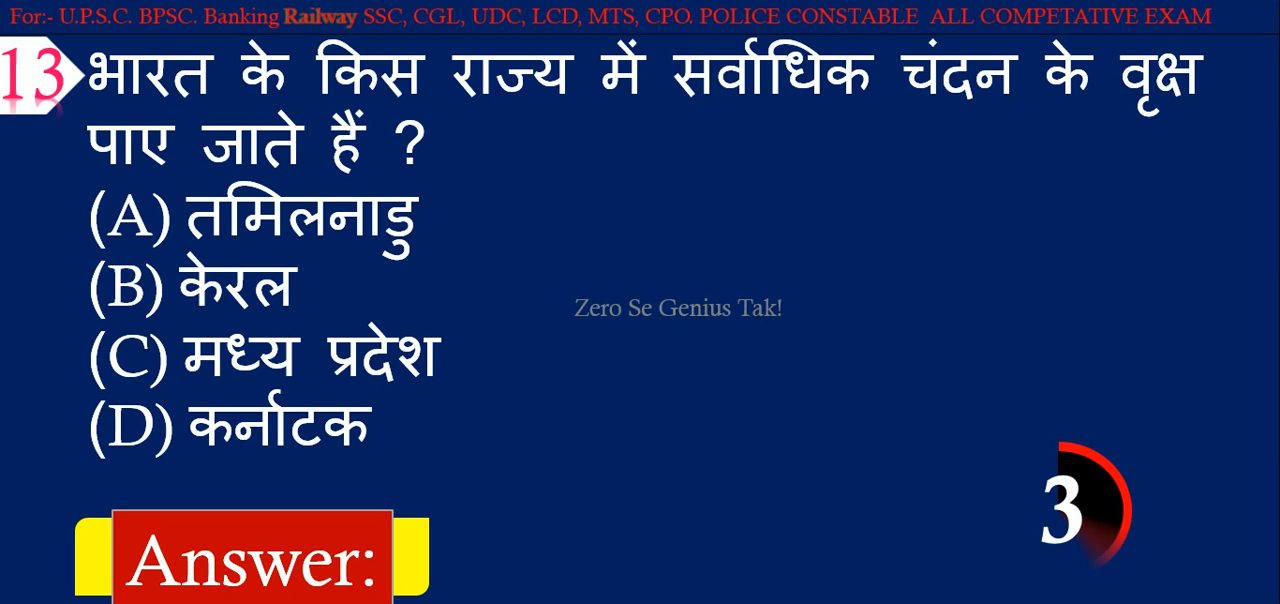 For:- U.P.S.C. BPSC. Banking Railway SSC, CGL, UDC, LCD, MTS, CPO. POLICE CONSTABLE ALL COMPETATIVE EXAM
13 भारत के किस राज्य में सर्वाधिक चंदन के वृक्ष
पाए जाते हैं ?
(A) तमिलनाडु
(B) केरल
Zero Se Genius Tak!
(C) मध्य प्रदेश
(D) कर्नाटक
3
Answer: